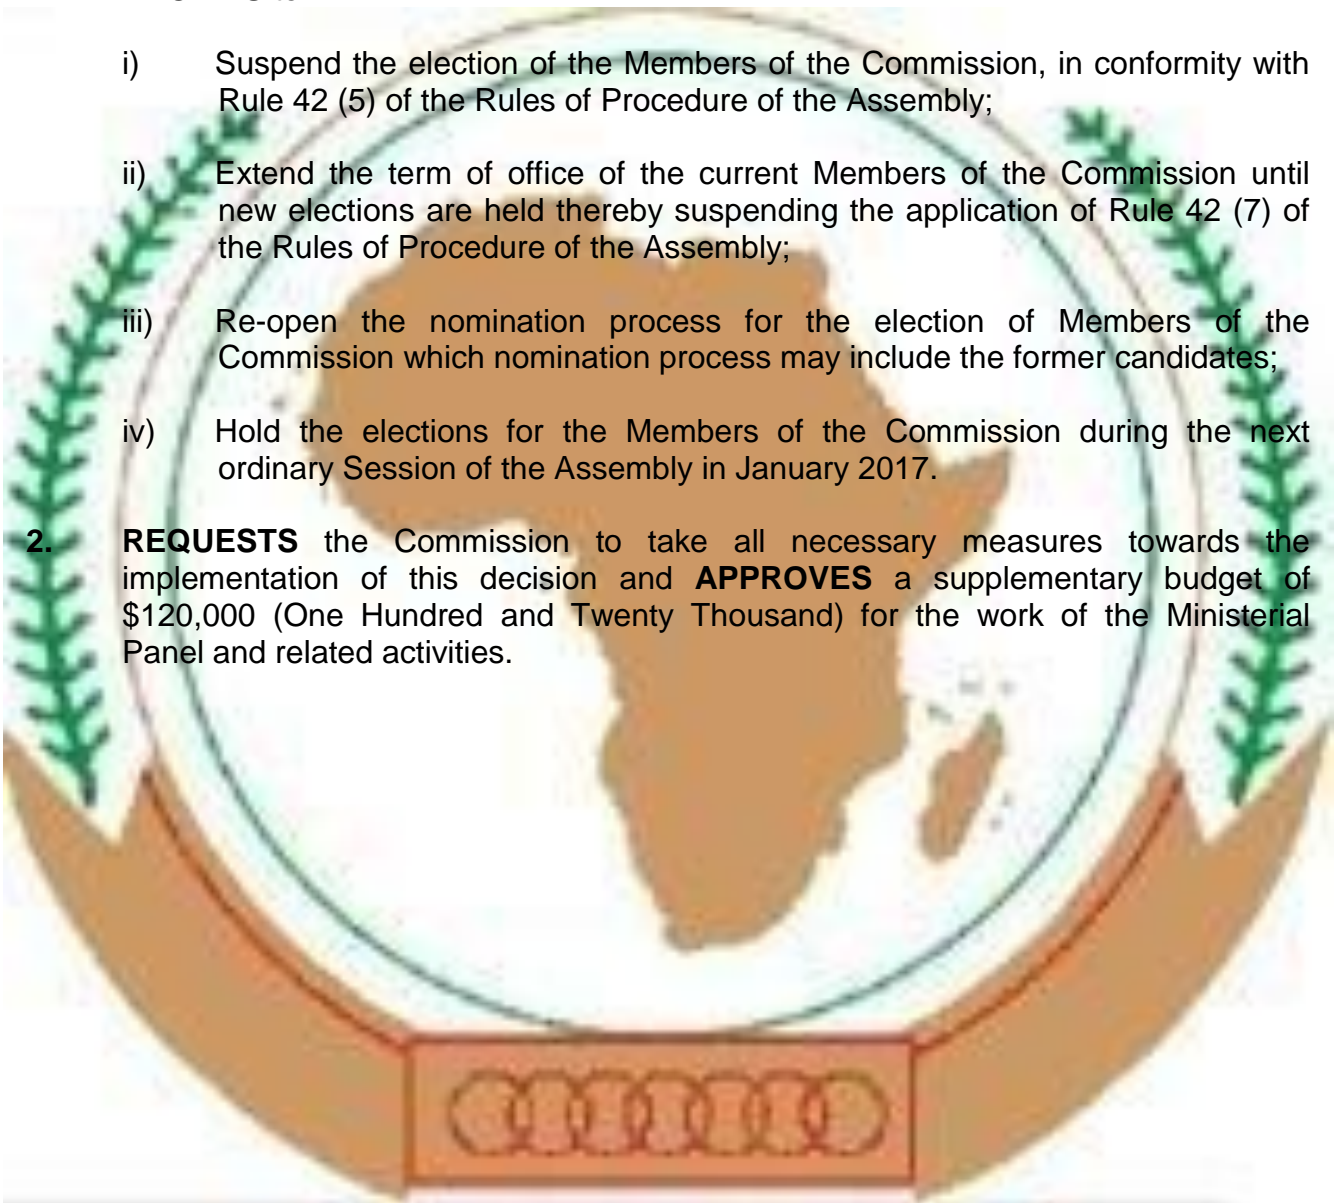 i) Suspend the election of the Members of the Commission, in conformity with
Rule 42 (5) of the Rules of Procedure of the Assembly;
ii) Extend the term of office of the current Members of the Commission until
new elections are held thereby suspending the application of Rule 42 (7) of
the Rules of Procedure of the Assembly;
iii) Re-open the nomination process for the election of Members of the
Commission which nomination process may include the former candidates;
iv) Hold the elections for the Members of the Commission during the next
ordinary Session of the Assembly in January 2017.
2. REQUESTS the Commission to take all necessary measures towards the
implementation of this decision and APPROVES a supplementary budget of
$120,000 (One Hundred and Twenty Thousand) for the work of the Ministerial
Panel and related activities.